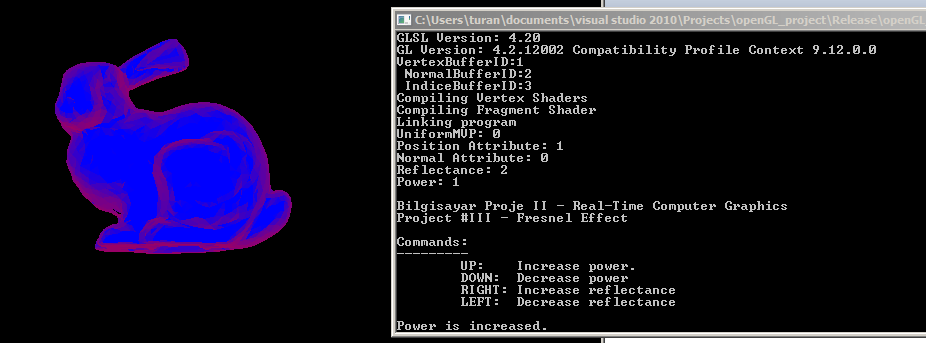 C:\Users\turan\documents\visual studio 2010\Projects\openGL_project\Release\openGL
GLSL Version: 4.20
GL Version: 4.2.12002 Compatibility Profile Context 9.12.0.0
VertexBufferID:1
NormalBufferID:2
IndiceBufferID:3
Compiling Vertex Shaders
Compiling Fragment Shader
Linking program
UniformMVP: 0
Position Attribute: 1
Normal Attribute: 0
Reflectance: 2
Power: 1
Bilgisayar Proje II - Real-Time Computer Graphics
Project #III - Fresnel Effect
Commands:
---------
UP: Increase power.
DOWN: Decrease power
RIGHT: Increase reflectance
LEFT: Decrease reflectance
Power is increased.